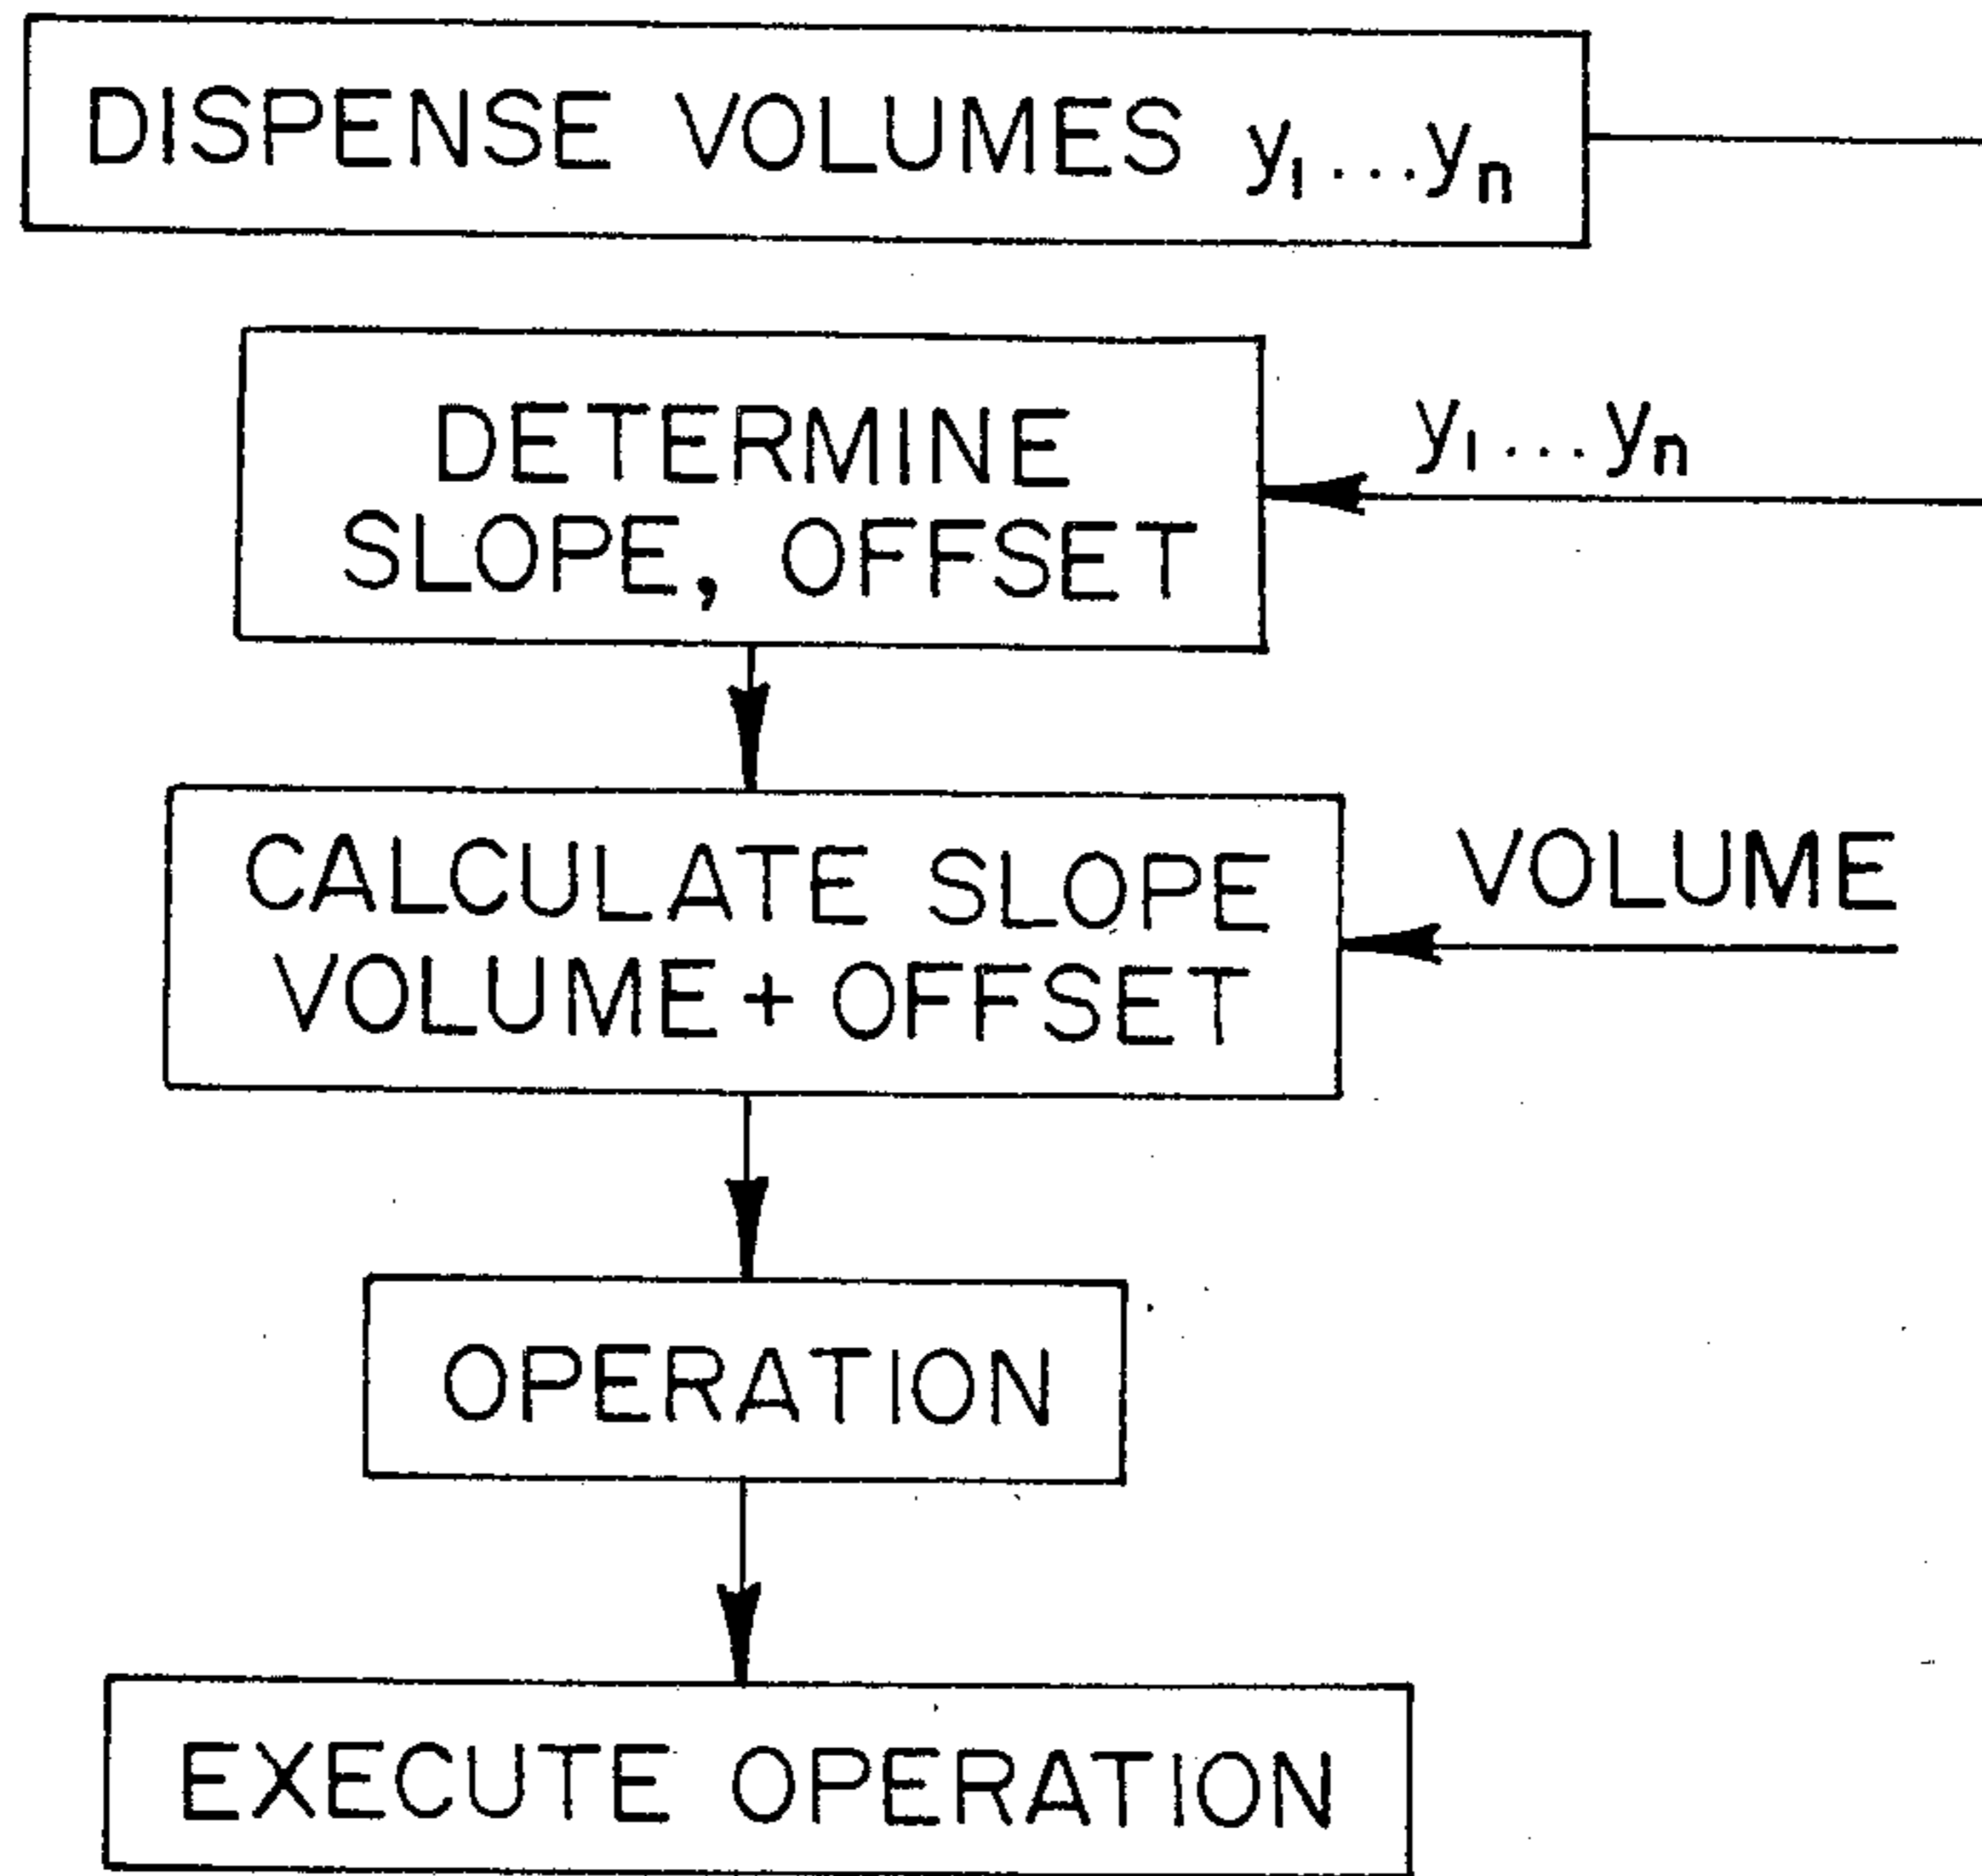 DISPENSE VOLUMES y₁...yₙ
DETERMINE
SLOPE, OFFSET
y₁...yₙ
CALCULATE SLOPE
VOLUME + OFFSET
VOLUME
OPERATION
EXECUTE OPERATION